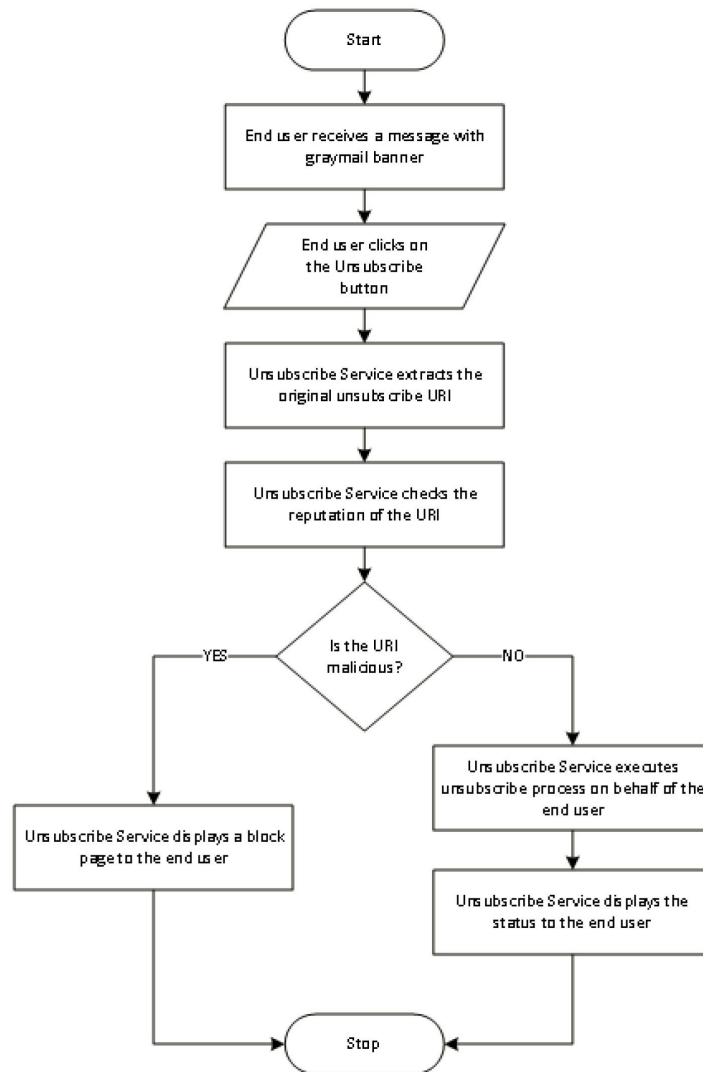 Start
End user receives a message with
graymail banner
End user clicks on
the Unsubscribe
button
Unsubscribe Service extracts the
original unsubscribe URI
Unsubscribe Service checks the
reputation of the URI
Is the URI
malicious?
YES
NO
Unsubscribe Service executes
unsubscribe process on behalf of the
end user
Unsubscribe Service displays a block
page to the end user
Unsubscribe Service displays the
status to the end user
Stop